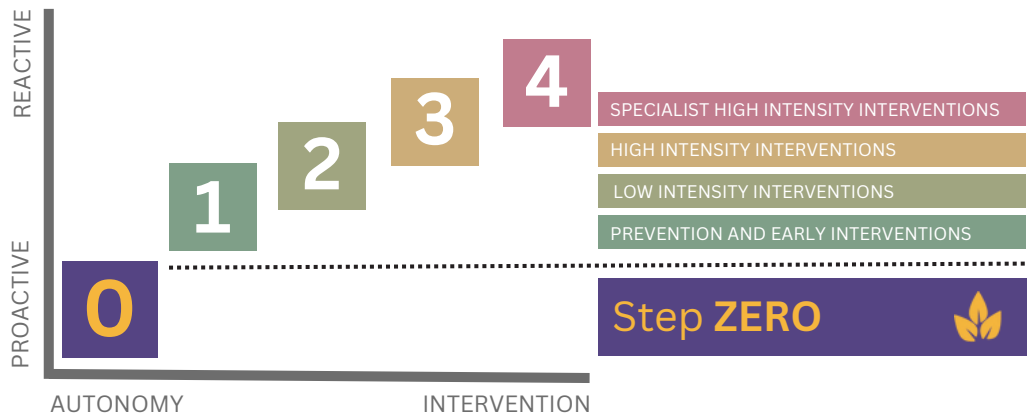 REACTIVE
PROACTIVE
4
3
2
1
0
SPECIALIST HIGH INTENSITY INTERVENTIONS
HIGH INTENSITY INTERVENTIONS
LOW INTENSITY INTERVENTIONS
PREVENTION AND EARLY INTERVENTIONS
Step ZERO
AUTONOMY
INTERVENTION